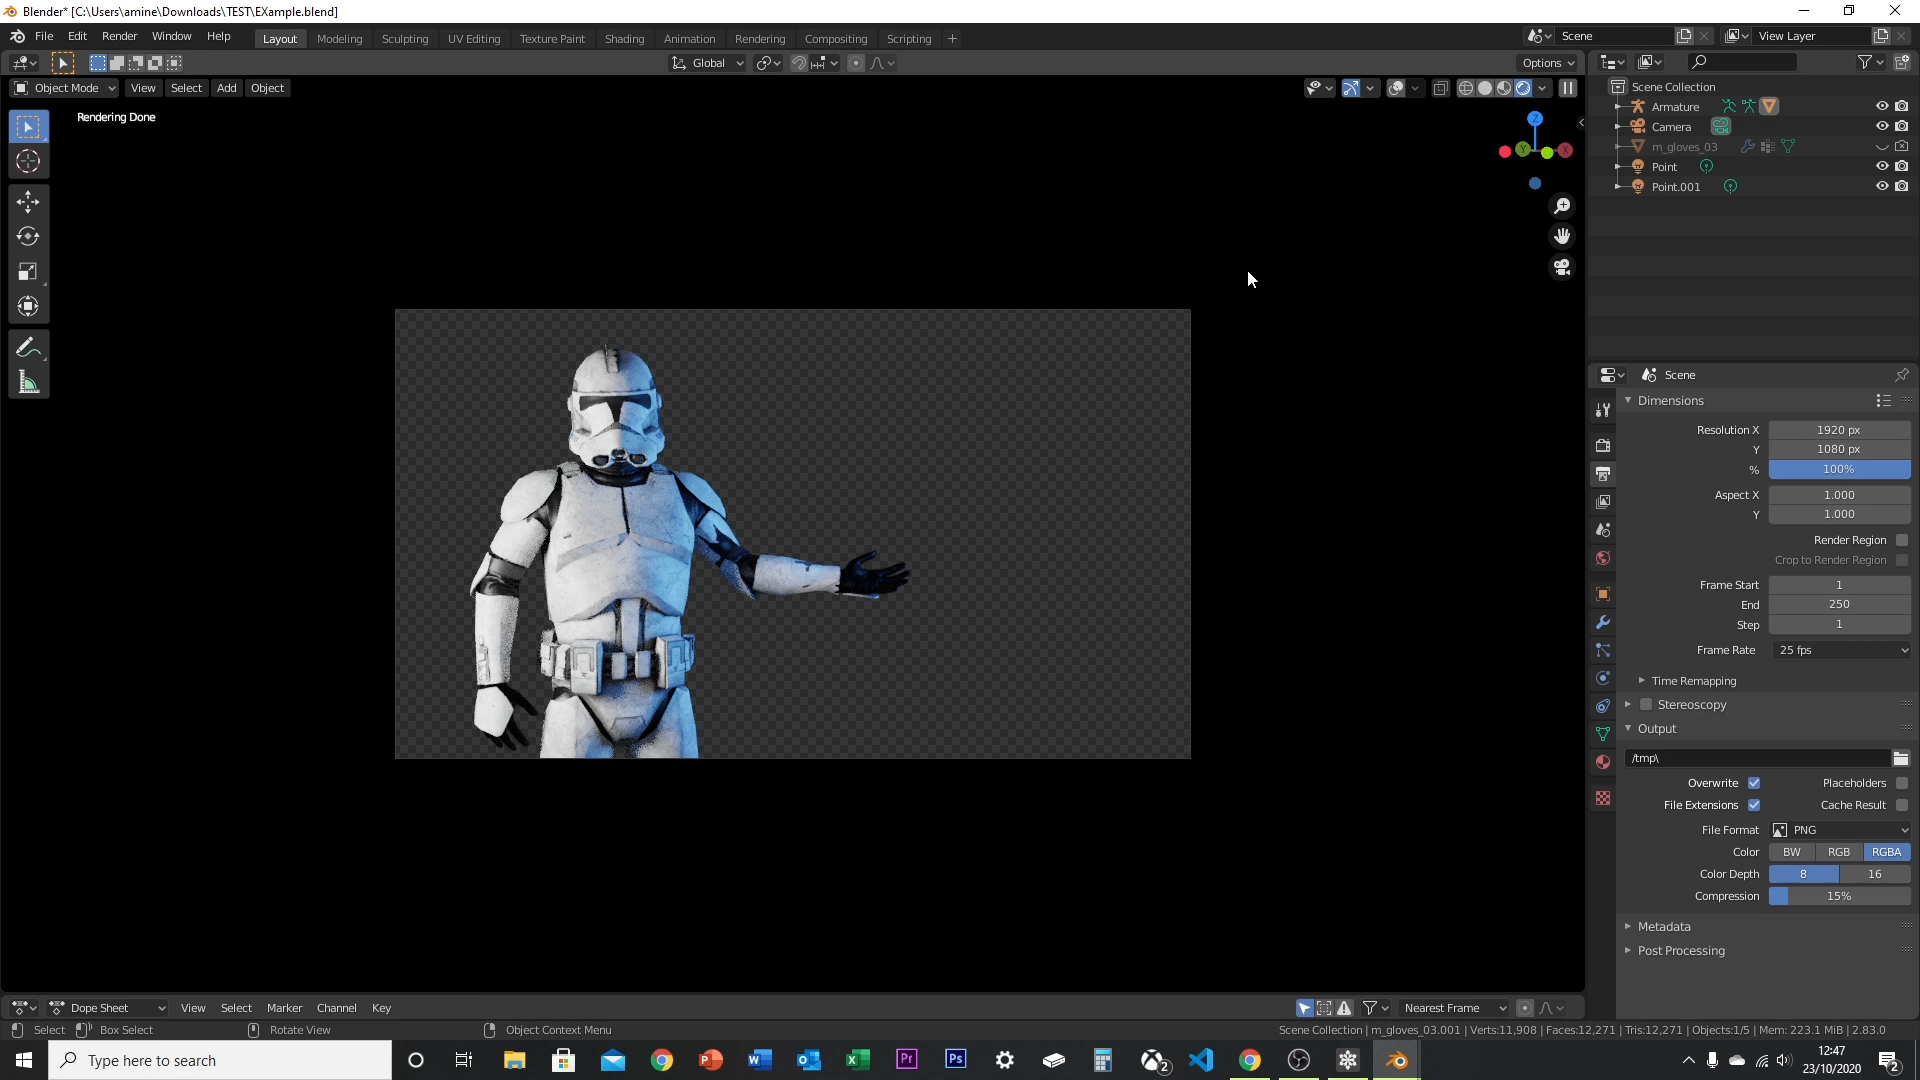 Blender* [C:\Users\amine\Downloads\TEST\EXample.blend]
File Edit Render Window Help
Layout Modeling Sculpting UV Editing Texture Paint Shading Animation Rendering Compositing Scripting +
Scene
View Layer
Global
Options
Object Mode View Select Add Object
Rendering Done
Z
Y
X
Scene Collection
Armature
Camera
m_gloves_03
Point
Point.001
Scene
Dimensions
Resolution X 1920 px
Y 1080 px
% 100%
Aspect X 1.000
Y 1.000
Render Region
Crop to Render Region
Frame Start 1
End 250
Step 1
Frame Rate 25 fps
Time Remapping
Stereoscopy
Output
/tmp\
Overwrite Placeholders
File Extensions Cache Result
File Format PNG
Color BW RGB RGBA
Color Depth 8 16
Compression 15%
Metadata
Post Processing
Dope Sheet View Select Marker Channel Key
Nearest Frame
Select Box Select Rotate View Object Context Menu
Scene Collection | m_gloves_03.001 | Verts:11,908 | Faces:12,271 | Tris:12,271 | Objects:1/5 | Mem: 223.1 MiB | 2.83.0
Type here to search
Pr
Ps
2
12:47
23/10/2020
2